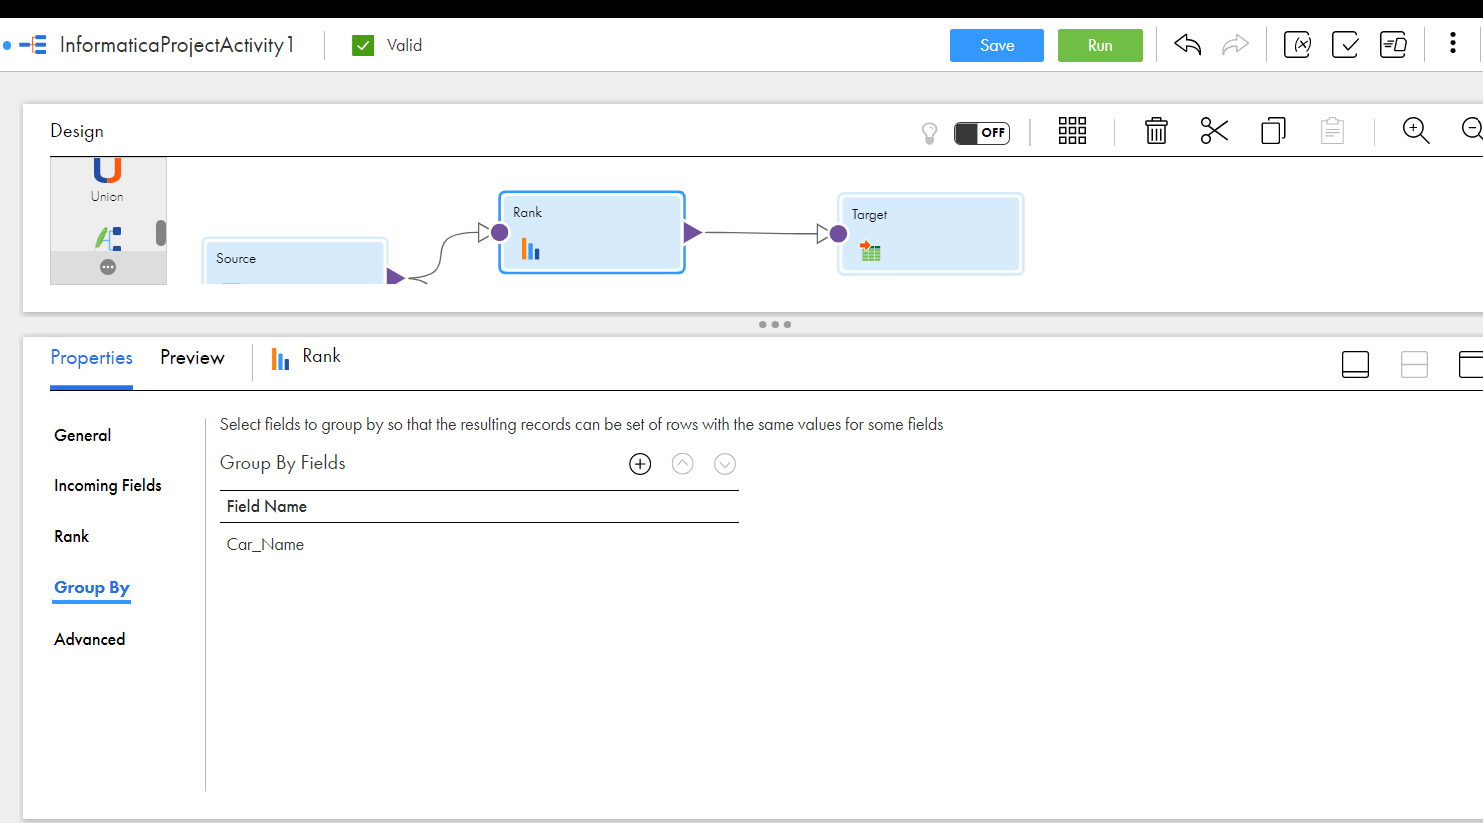 InformaticaProjectActivity1
Valid
Save
Run
Design
OFF
Union
Source
Rank
Target
Properties
Preview
Rank
General
Incoming Fields
Rank
Group By
Advanced
Select fields to group by so that the resulting records can be set of rows with the same values for some fields
Group By Fields
Field Name
Car_Name